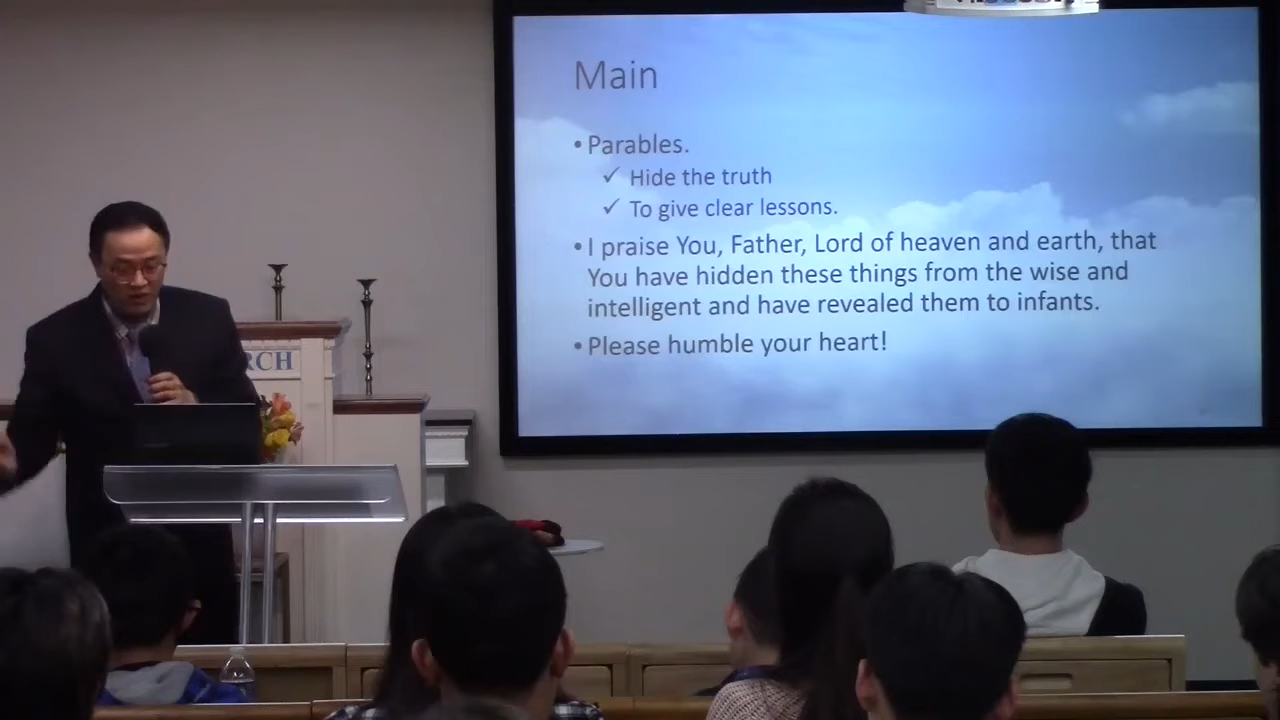 Main
• Parables.
✓ Hide the truth
✓ To give clear lessons.
• I praise You, Father, Lord of heaven and earth, that
You have hidden these things from the wise and
intelligent and have revealed them to infants.
• Please humble your heart!
RCH